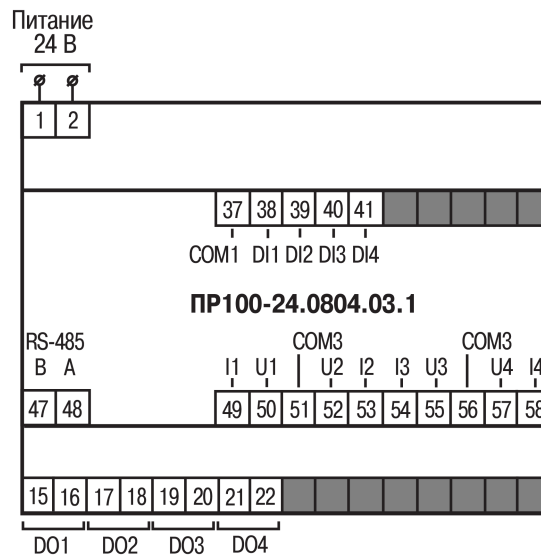 Питание
24 В
1 2
37 38 39 40 41
COM1 DI1 DI2 DI3 DI4
ПР100-24.0804.03.1
RS-485 COM3 COM3
B A I1 U1 U2 I2 I3 U3 U4 I4
47 48 49 50 51 52 53 54 55 56 57 58
15 16 17 18 19 20 21 22
DO1 DO2 DO3 DO4